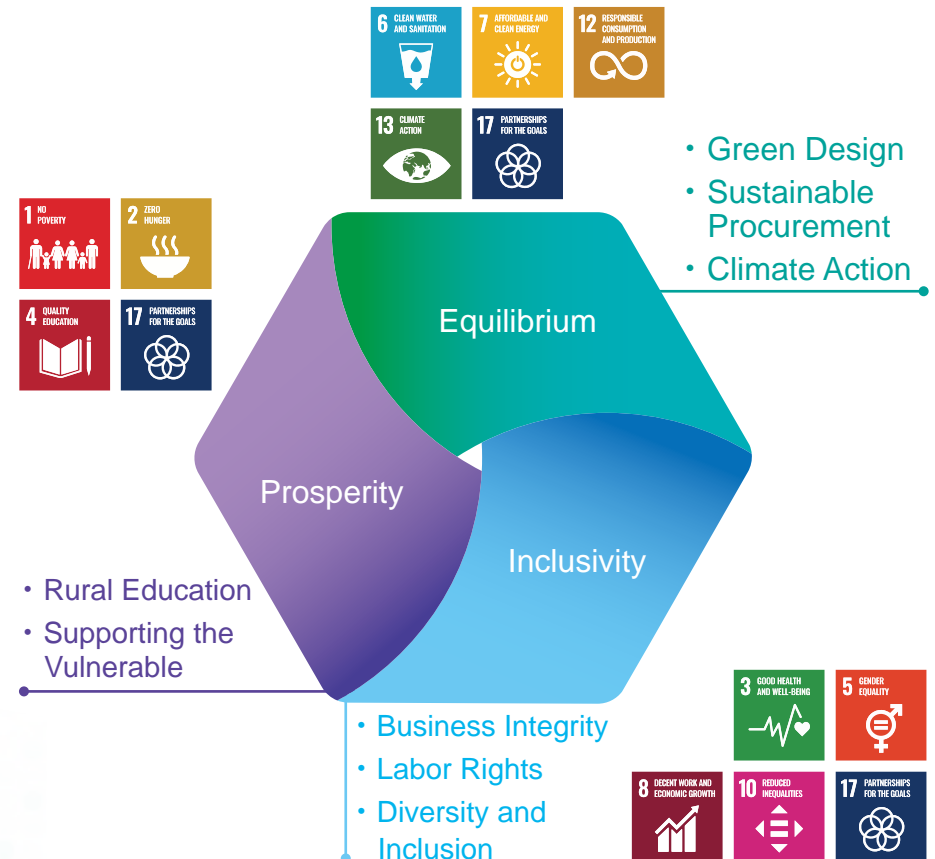 6 CLEAN WATER
AND SANITATION
7 AFFORDABLE AND
CLEAN ENERGY
12 RESPONSIBLE
CONSUMPTION
AND PRODUCTION
13 CLIMATE
ACTION
17 PARTNERSHIPS
FOR THE GOALS
• Green Design
• Sustainable
Procurement
• Climate Action
1 NO
POVERTY
2 ZERO
HUNGER
4 QUALITY
EDUCATION
17 PARTNERSHIPS
FOR THE GOALS
Equilibrium
Prosperity
Inclusivity
• Rural Education
• Supporting the
Vulnerable
• Business Integrity
• Labor Rights
• Diversity and
Inclusion
3 GOOD HEALTH
AND WELL-BEING
5 GENDER
EQUALITY
8 DECENT WORK AND
ECONOMIC GROWTH
10 REDUCED
INEQUALITIES
17 PARTNERSHIPS
FOR THE GOALS